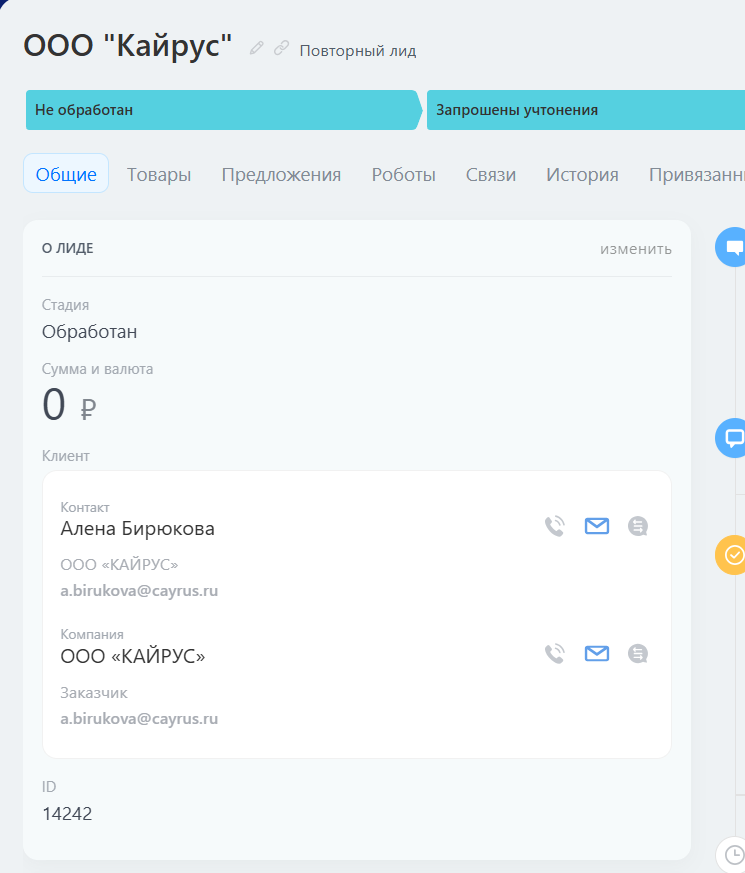 ООО "Кайрус" Повторный лид
Не обработан Запрошены учтонения
Общие Товары Предложения Роботы Связи История
О ЛИДЕ изменить
Стадия
Обработан
Сумма и валюта
0 ₽
Клиент
Контакт
Алена Бирюкова
ООО «КАЙРУС»
a.birukova@cayrus.ru
Компания
ООО «КАЙРУС»
Заказчик
a.birukova@cayrus.ru
ID
14242